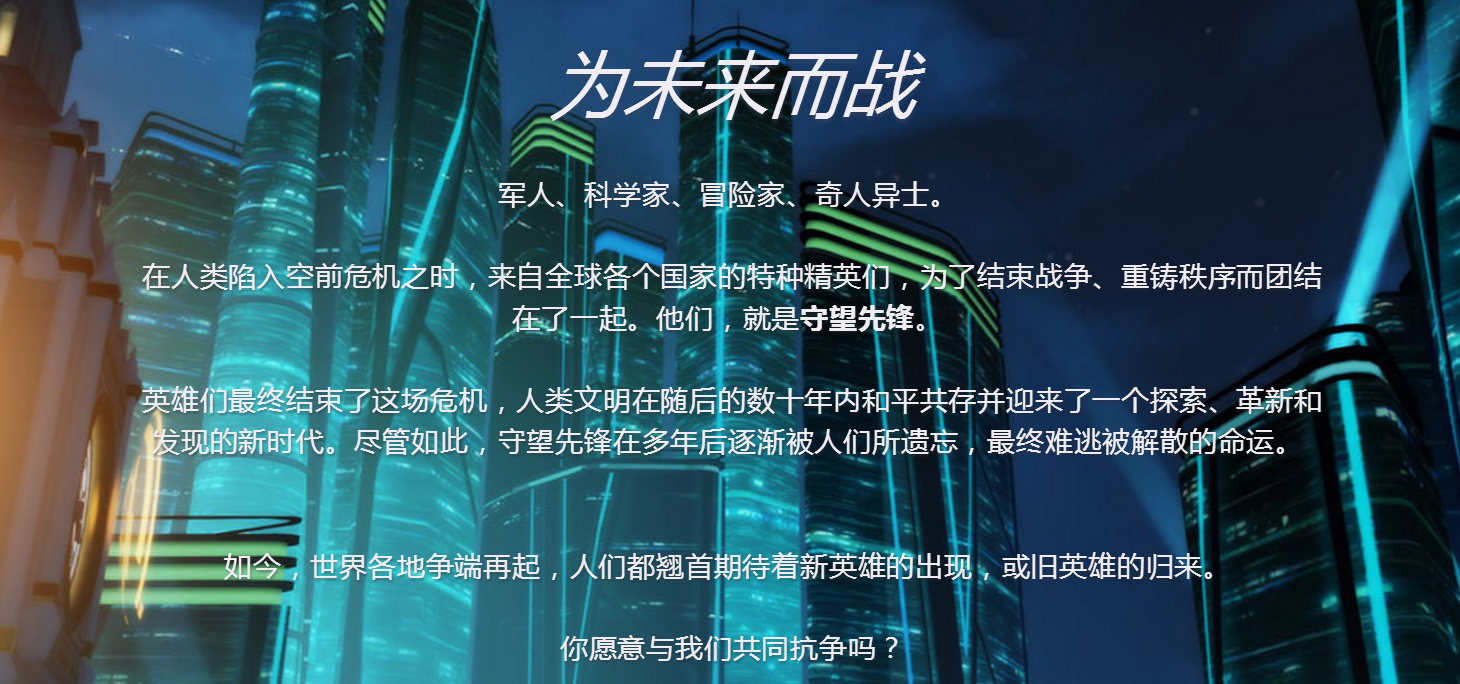 为未来而战
军人、科学家、冒险家、奇人异士。
在人类陷入空前危机之时，来自全球各个国家的特种精英们，为了结束战争、重铸秩序而团结
在了一起。他们，就是守望先锋。
英雄们最终结束了这场危机，人类文明在随后的数十年内和平共存并迎来了一个探索、革新和
发现的新时代。尽管如此，守望先锋在多年后逐渐被人们所遗忘，最终难逃被解散的命运。
如今，世界各地争端再起，人们都翘首期待着新英雄的出现，或旧英雄的归来。
你愿意与我们共同抗争吗？